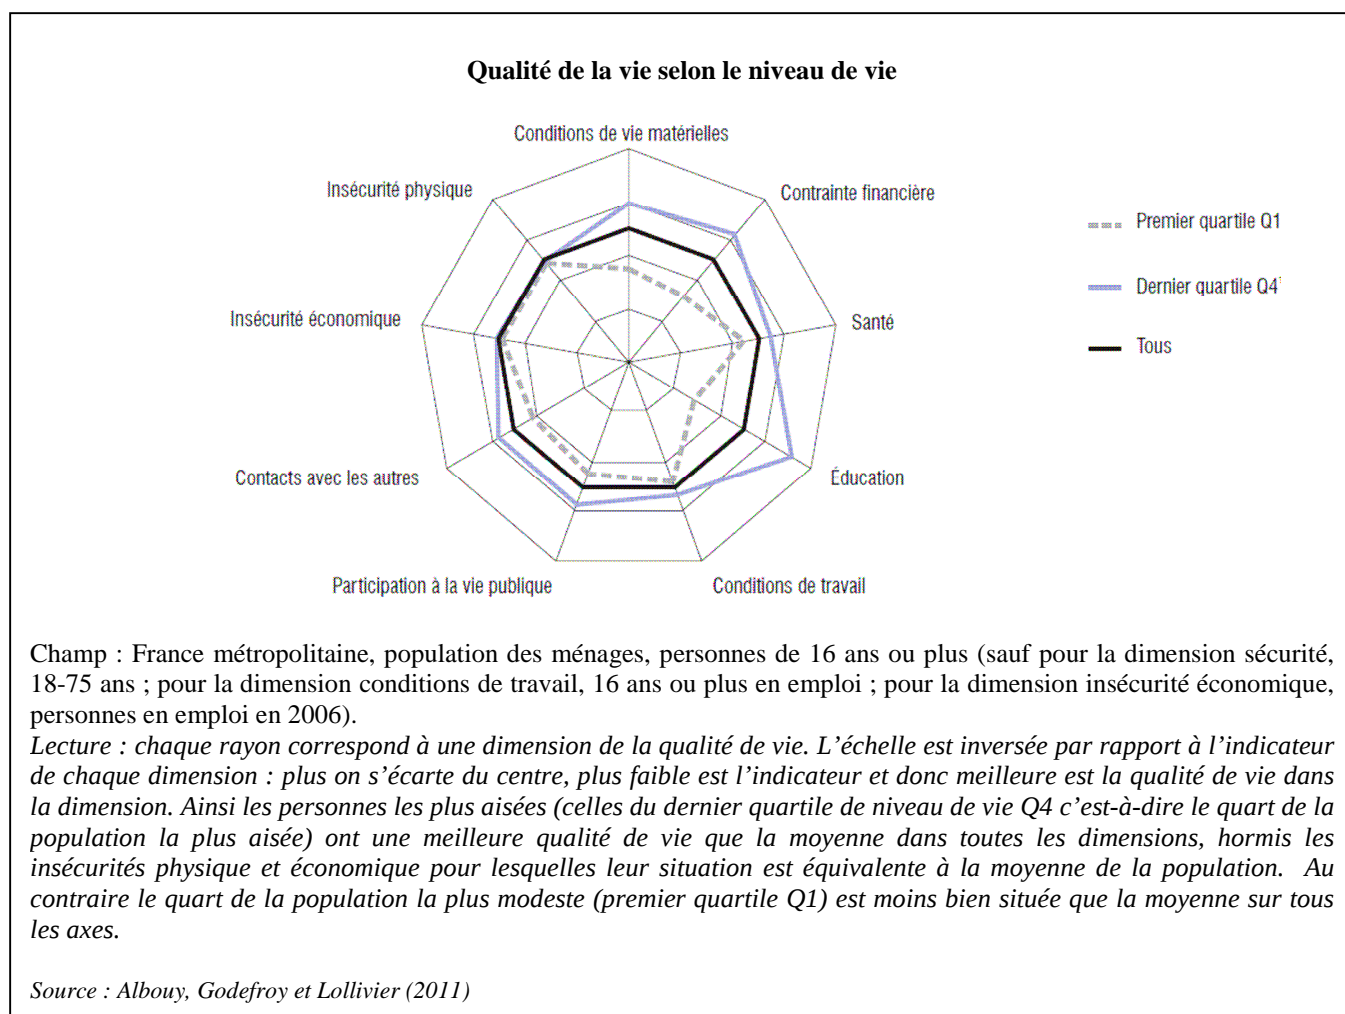 Qualité de la vie selon le niveau de vie
Conditions de vie matérielles
Insécurité physique
Contrainte financière
Premier quartile Q1
Dernier quartile Q4
Insécurité économique
Santé
Tous
Contacts avec les autres
Éducation
Participation à la vie publique
Conditions de travail
Champ : France métropolitaine, population des ménages, personnes de 16 ans ou plus (sauf pour la dimension sécurité,
18-75 ans ; pour la dimension conditions de travail, 16 ans ou plus en emploi ; pour la dimension insécurité économique,
personnes en emploi en 2006).
Lecture : chaque rayon correspond à une dimension de la qualité de vie. L’échelle est inversée par rapport à l’indicateur
de chaque dimension : plus on s’écarte du centre, plus faible est l’indicateur et donc meilleure est la qualité de vie dans
la dimension. Ainsi les personnes les plus aisées (celles du dernier quartile de niveau de vie Q4 c’est-à-dire le quart de la
population la plus aisée) ont une meilleure qualité de vie que la moyenne dans toutes les dimensions, hormis les
insécurités physique et économique pour lesquelles leur situation est équivalente à la moyenne de la population. Au
contraire le quart de la population la plus modeste (premier quartile Q1) est moins bien située que la moyenne sur tous
les axes.
Source : Albouy, Godefroy et Lollivier (2011)